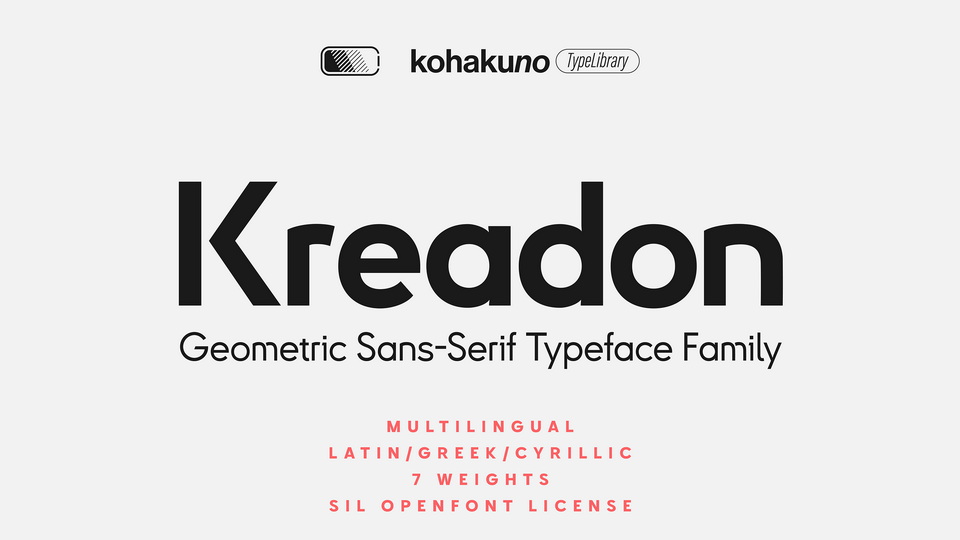 kohakuno TypeLibrary
Kreadon
Geometric Sans-Serif Typeface Family
MULTILINGUAL
LATIN/GREEK/CYRILLIC
7 WEIGHTS
SIL OPENFONT LICENSE